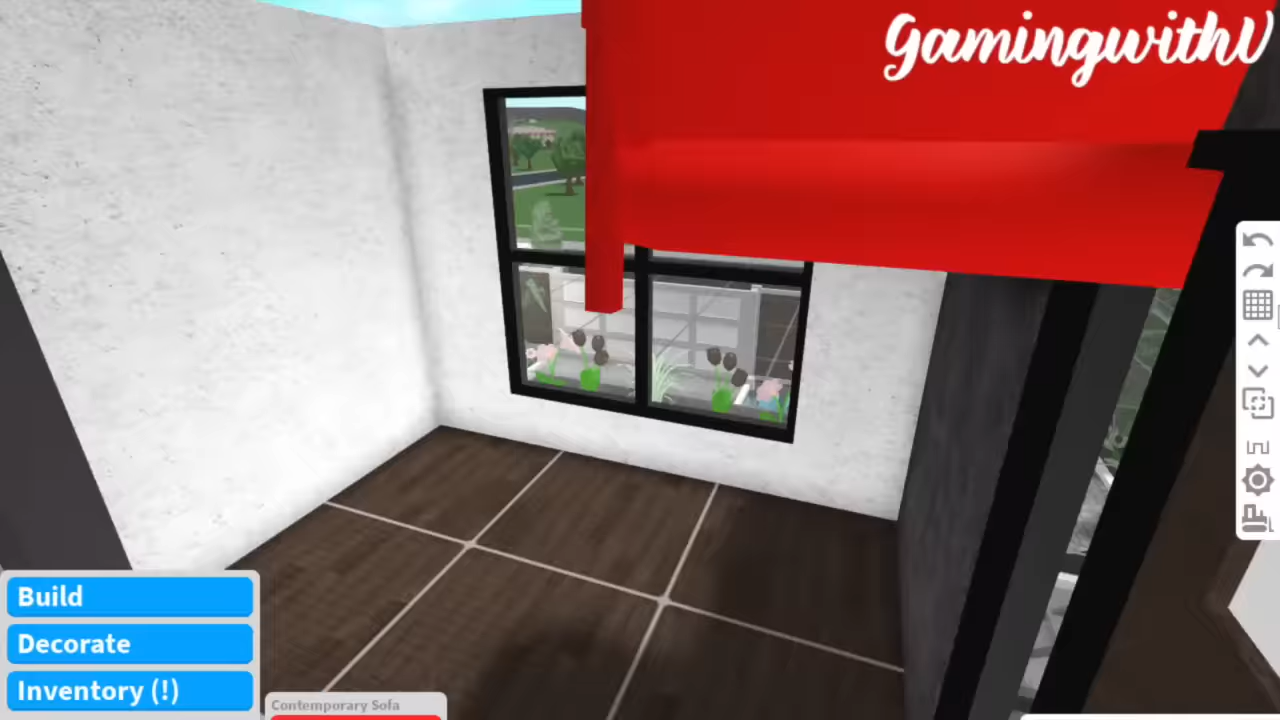 GamingwithV
Build
Decorate
Inventory (!)
Contemporary Sofa